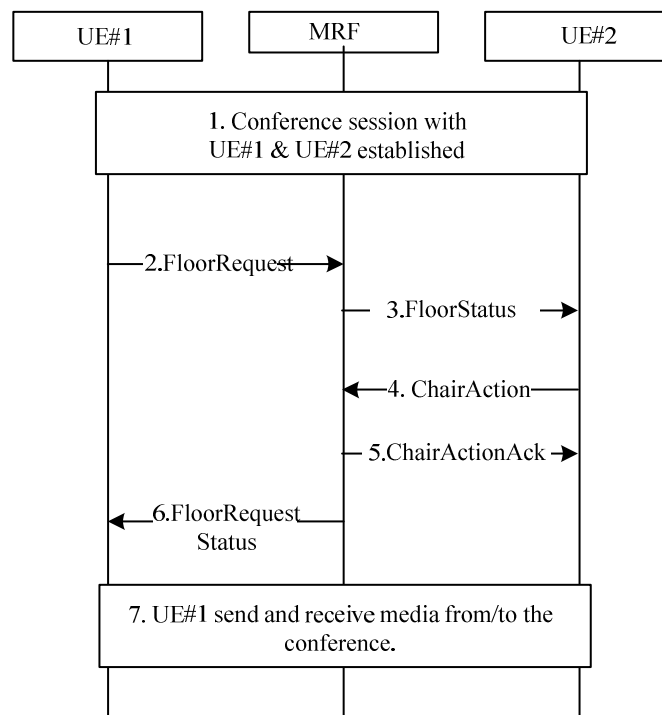 UE#1
MRF
UE#2
1. Conference session with
UE#1 & UE#2 established
2.FloorRequest
3.FloorStatus
4. ChairAction
5.ChairActionAck
6.FloorRequest
Status
7. UE#1 send and receive media from/to the
conference.